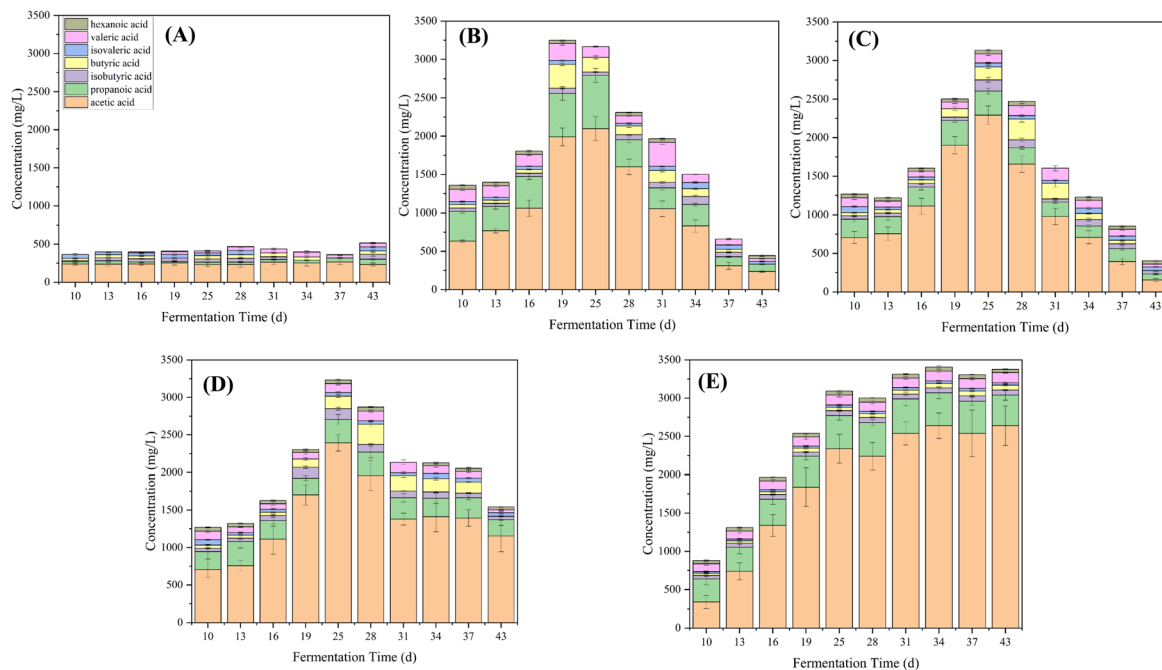 (A)
hexanoic acid
valeric acid
isovaleric acid
butyric acid
isobutyric acid
propanoic acid
acetic acid
Concentration (mg/L)
3500
3000
2500
2000
1500
1000
500
0
10 13 16 19 25 28 31 34 37 43
Fermentation Time (d)
(B)
Concentration (mg/L)
3500
3000
2500
2000
1500
1000
500
0
10 13 16 19 25 28 31 34 37 43
Fermentation Time (d)
(C)
Concentration (mg/L)
3500
3000
2500
2000
1500
1000
500
0
10 13 16 19 25 28 31 34 37 43
Fermentation Time (d)
(D)
Concentration (mg/L)
3500
3000
2500
2000
1500
1000
500
0
10 13 16 19 25 28 31 34 37 43
Fermentation Time (d)
(E)
Concentration (mg/L)
3500
3000
2500
2000
1500
1000
500
0
10 13 16 19 25 28 31 34 37 43
Fermentation Time (d)